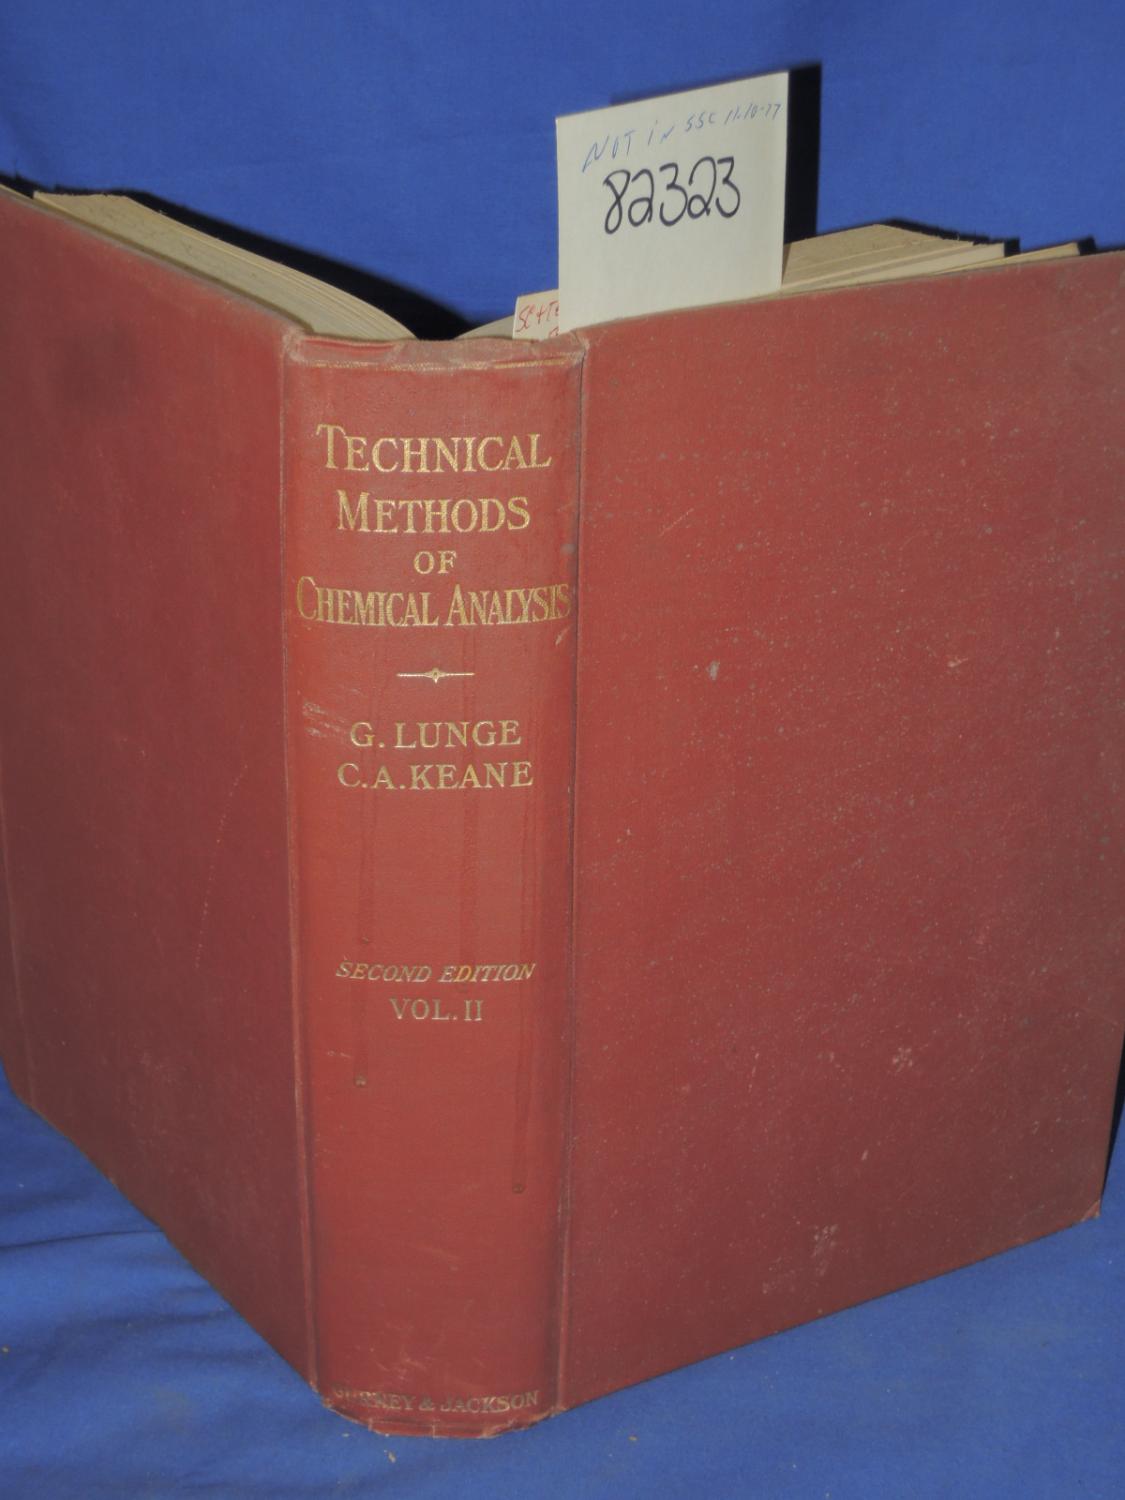 NOT iN SSC 11-10-77
82323
TECHNICAL
METHODS
OF
CHEMICAL ANALYSIS
G. LUNGE
C.A.KEANE
SECOND EDITION
VOL. II
GURNEY & JACKSON